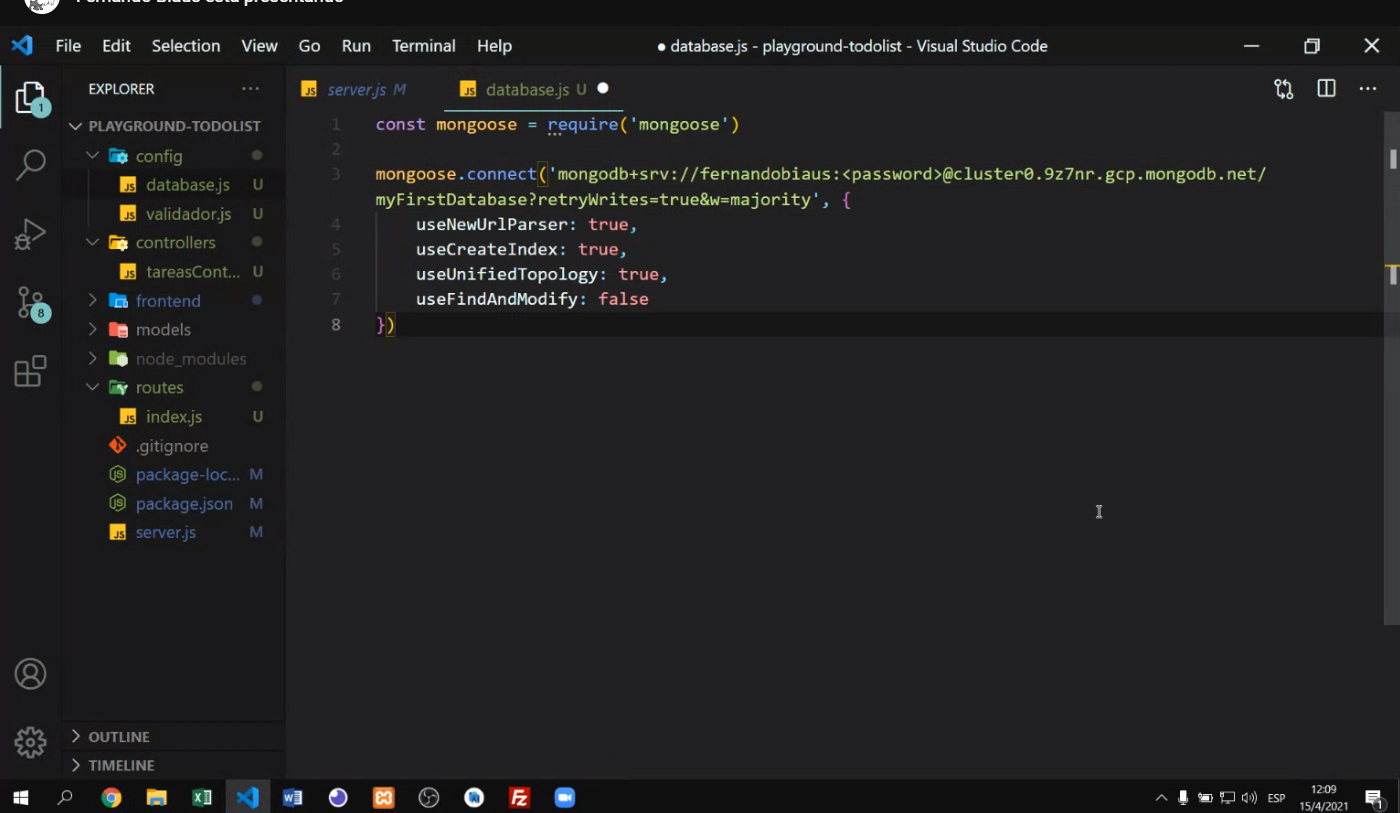 File Edit Selection View Go Run Terminal Help
● database.js - playground-todolist - Visual Studio Code
EXPLORER
PLAYGROUND-TODOLIST
config
database.js U
validador.js U
controllers
tareasCont... U
frontend
models
node_modules
routes
index.js U
.gitignore
package-loc... M
package.json M
server.js M
OUTLINE
TIMELINE
1
8
server.js M
database.js U
1 const mongoose = require('mongoose')
2
3 mongoose.connect('mongodb+srv://fernandobiaus:<password>@cluster0.9z7nr.gcp.mongodb.net/
myFirstDatabase?retryWrites=true&w=majority', {
4 useNewUrlParser: true,
5 useCreateIndex: true,
6 useUnifiedTopology: true,
7 useFindAndModify: false
8 })
ESP
12:09
15/4/2021
1